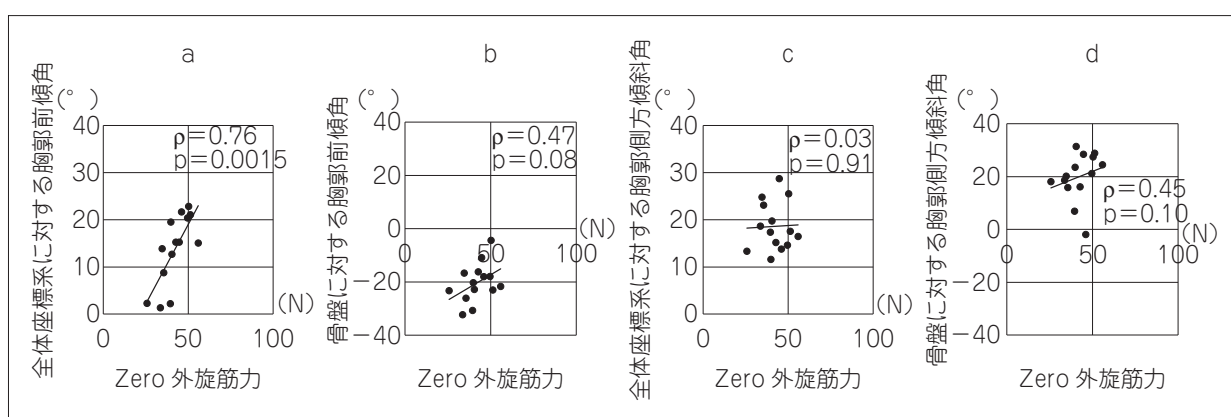 a
全体座標系に対する胸郭前傾角
(°)
40
30
20
10
0
ρ=0.76
p=0.0015
(N)
0 50 100
Zero 外旋筋力
b
骨盤に対する胸郭前傾角
(°)
40
20
0
−20
−40
ρ=0.47
p=0.08
(N)
0 50 100
Zero 外旋筋力
c
全体座標系に対する胸郭側方傾斜角
(°)
40
30
20
10
0
ρ=0.03
p=0.91
(N)
0 50 100
Zero 外旋筋力
d
骨盤に対する胸郭側方傾斜角
(°)
40
20
0
−20
−40
ρ=0.45
p=0.10
(N)
0 50 100
Zero 外旋筋力